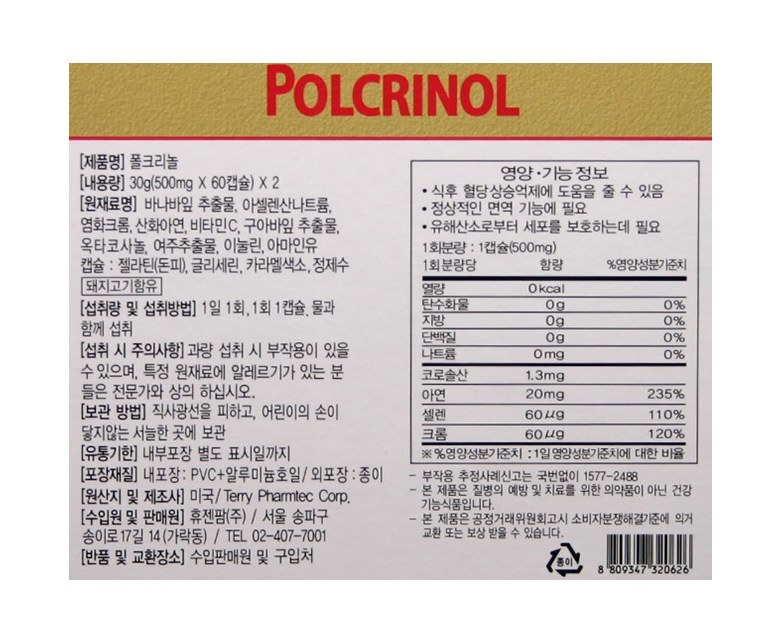 POLCRINOL
[제품명] 폴크리놀
[내용량] 30g(500mg X 60캡슐) X 2
[원재료명] 바나바잎 추출물, 아셀렌산나트륨,
염화크롬, 산화아연, 비타민C, 구아바잎 추출물,
옥타코사놀, 여주추출물, 이눌린, 아마인유
캡슐 : 젤라틴(돈피), 글리세린, 카라멜색소, 정제수
돼지고기함유
[섭취량 및 섭취방법] 1일 1회, 1회 1캡슐, 물과
함께 섭취
[섭취 시 주의사항] 과량 섭취 시 부작용이 있을
수 있으며, 특정 원재료에 알레르기가 있는 분
들은 전문가와 상의 하십시오.
[보관 방법] 직사광선을 피하고, 어린이의 손이
닿지않는 서늘한 곳에 보관
[유통기한] 내부포장 별도 표시일까지
[포장재질] 내포장 : PVC+알루미늄호일/ 외포장 : 종이
[원산지 및 제조사] 미국/ Terry Pharmtec Corp.
[수입원 및 판매원] 휴젠팜(주) / 서울 송파구
송이로17길 14 (가락동) / TEL 02-407-7001
[반품 및 교환장소] 수입판매원 및 구입처
영양·기능 정보
• 식후 혈당상승억제에 도움을 줄 수 있음
• 정상적인 면역 기능에 필요
• 유해산소로부터 세포를 보호하는데 필요
1회분량 : 1캡슐(500mg)
1회분량당 함량 %영양성분기준치
열량 0kcal
탄수화물 0g 0%
지방 0g 0%
단백질 0g 0%
나트륨 0mg 0%
코로솔산 1.3mg
아연 20mg 235%
셀렌 60㎍ 110%
크롬 60㎍ 120%
※ %영양성분기준치 : 1일 영양성분기준치에 대한 비율
- 부작용 추정사례신고는 국번없이 1577-2488
- 본 제품은 질병의 예방 및 치료를 위한 의약품이 아닌 건강
기능식품입니다.
- 본 제품은 공정거래위원회고시 소비자분쟁해결기준에 의거
교환 또는 보상 받을 수 있습니다.
종이
8 809347 320626